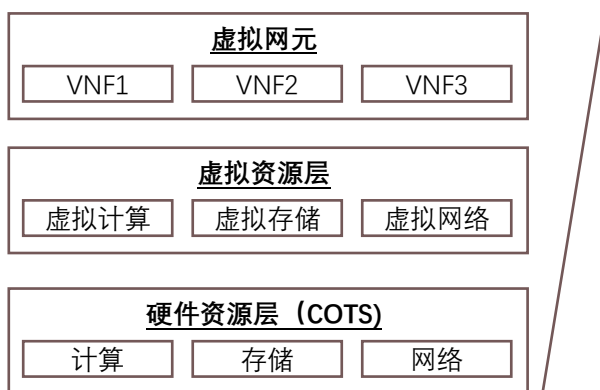 虚拟网元
VNF1 VNF2 VNF3
虚拟资源层
虚拟计算 虚拟存储 虚拟网络
硬件资源层（COTS)
计算 存储 网络